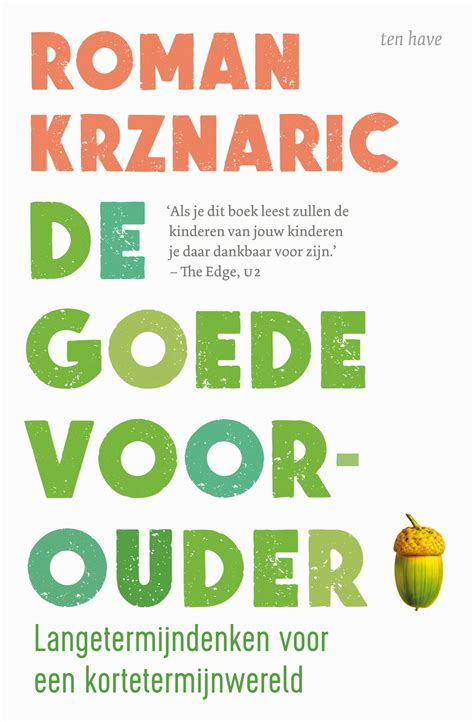 ROMAN
ten have
KRZNARIC
DE
‘Als je dit boek leest zullen de
kinderen van jouw kinderen
je daar dankbaar voor zijn.’
– The Edge, U2
GOEDE
VOOR-
OUDER
Langetermijndenken voor
een kortetermijnwereld